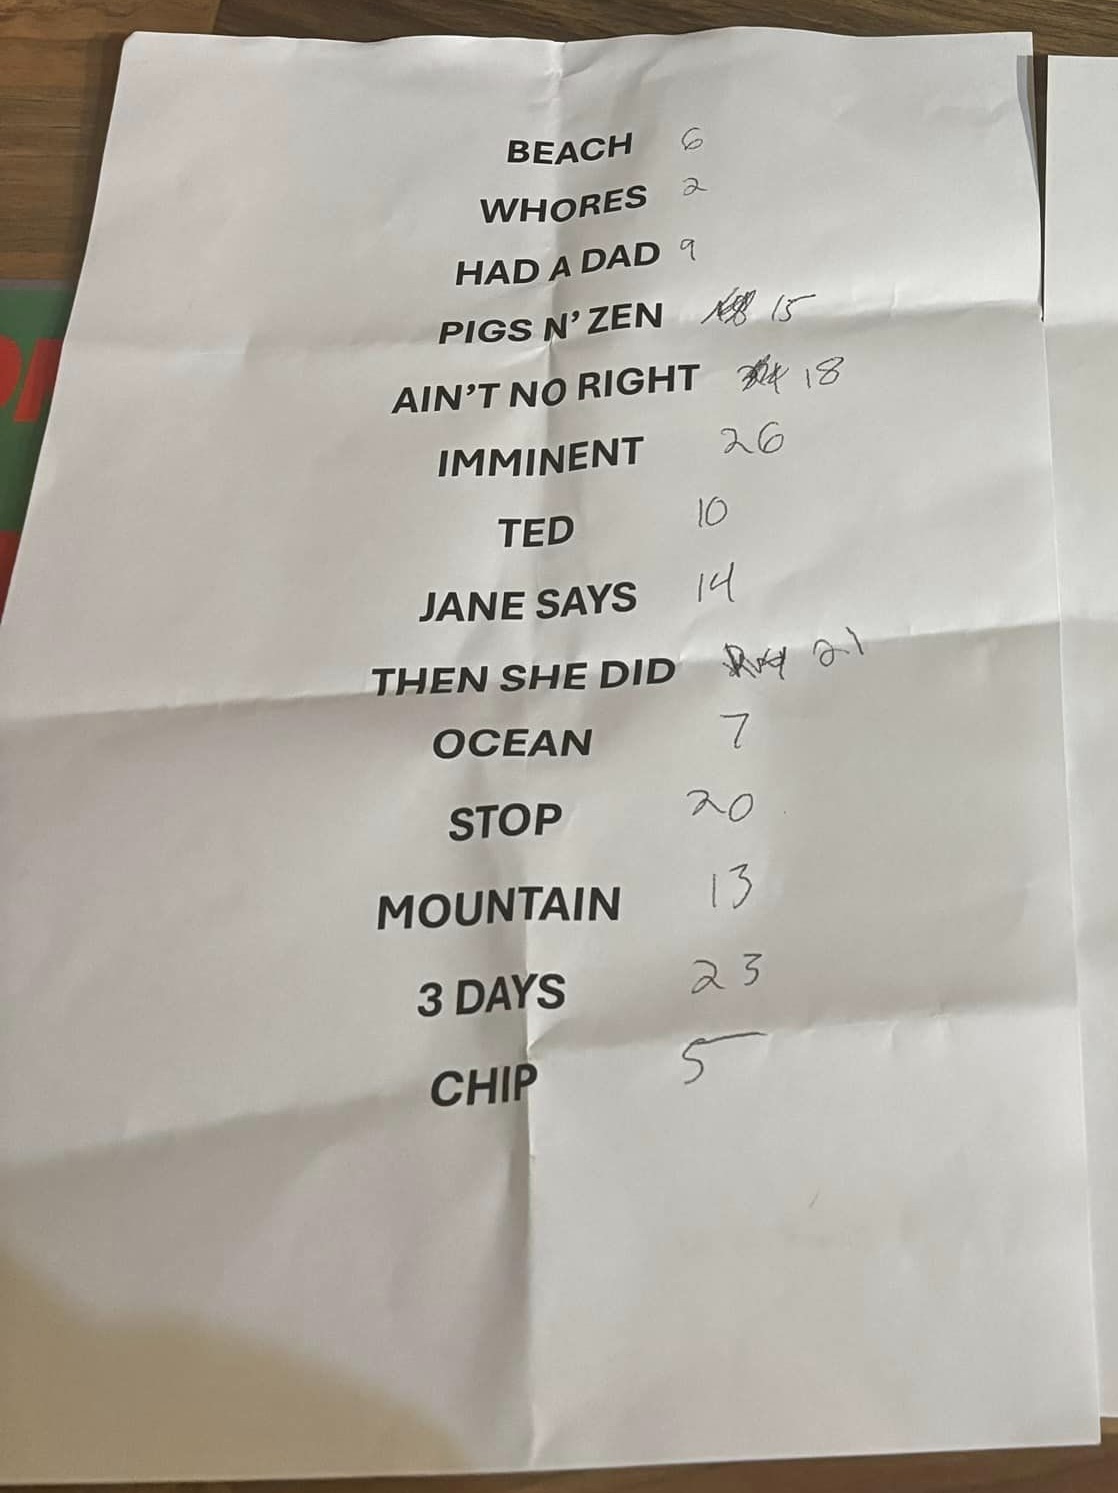 BEACH 6
WHORES 2
HAD A DAD 9
PIGS N' ZEN 15
AIN'T NO RIGHT 18
IMMINENT 26
TED 10
JANE SAYS 14
THEN SHE DID 21
OCEAN 7
STOP 20
MOUNTAIN 13
3 DAYS 23
CHIP 5